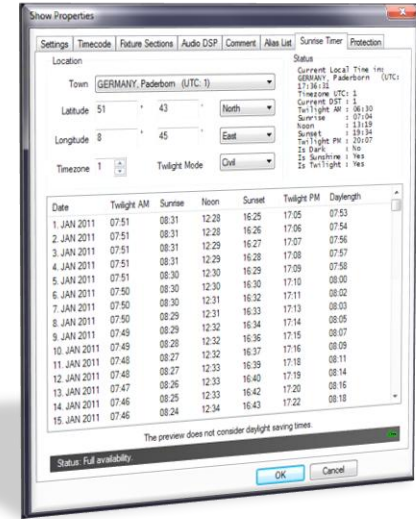 Show Properties
Settings Timecode Fixture Sections Audio DSP Comment Alias List Sunrise Timer Protection
Location
Town GERMANY, Paderborn (UTC: 1)
Latitude 51 ° 43 ' North
Longitude 8 ° 45 ' East
Timezone 1 Twilight Mode Civil
Status
Current Local Time in:
GERMANY, Paderborn (UTC:
17:36:31
Timezone UTC: 1
Current DST : 1
Twilight AM : 06:30
Sunrise : 07:04
Noon : 13:19
Sunset : 19:34
Twilight PM : 20:07
Is Dark : No
Is Sunshine : Yes
Is Twilight : Yes
Date Twilight AM Sunrise Noon Sunset Twilight PM Daylength
1. JAN 2011 07:51 08:31 12:28 16:25 17:05 07:53
2. JAN 2011 07:51 08:31 12:28 16:26 17:06 07:54
3. JAN 2011 07:51 08:31 12:29 16:27 17:07 07:56
4. JAN 2011 07:51 08:31 12:29 16:28 17:08 07:57
5. JAN 2011 07:51 08:30 12:30 16:29 17:09 07:58
6. JAN 2011 07:50 08:30 12:30 16:30 17:10 08:00
7. JAN 2011 07:50 08:30 12:31 16:32 17:11 08:02
8. JAN 2011 07:50 08:29 12:31 16:33 17:13 08:03
9. JAN 2011 07:49 08:29 12:32 16:34 17:14 08:05
10. JAN 2011 07:49 08:28 12:32 16:36 17:15 08:07
11. JAN 2011 07:48 08:27 12:32 16:37 17:16 08:09
12. JAN 2011 07:48 08:27 12:33 16:39 17:18 08:11
13. JAN 2011 07:47 08:26 12:33 16:40 17:19 08:14
14. JAN 2011 07:46 08:25 12:33 16:42 17:20 08:16
15. JAN 2011 07:46 08:24 12:34 16:43 17:22 08:18
The preview does not consider daylight saving times.
Status: Full availability.
OK Cancel